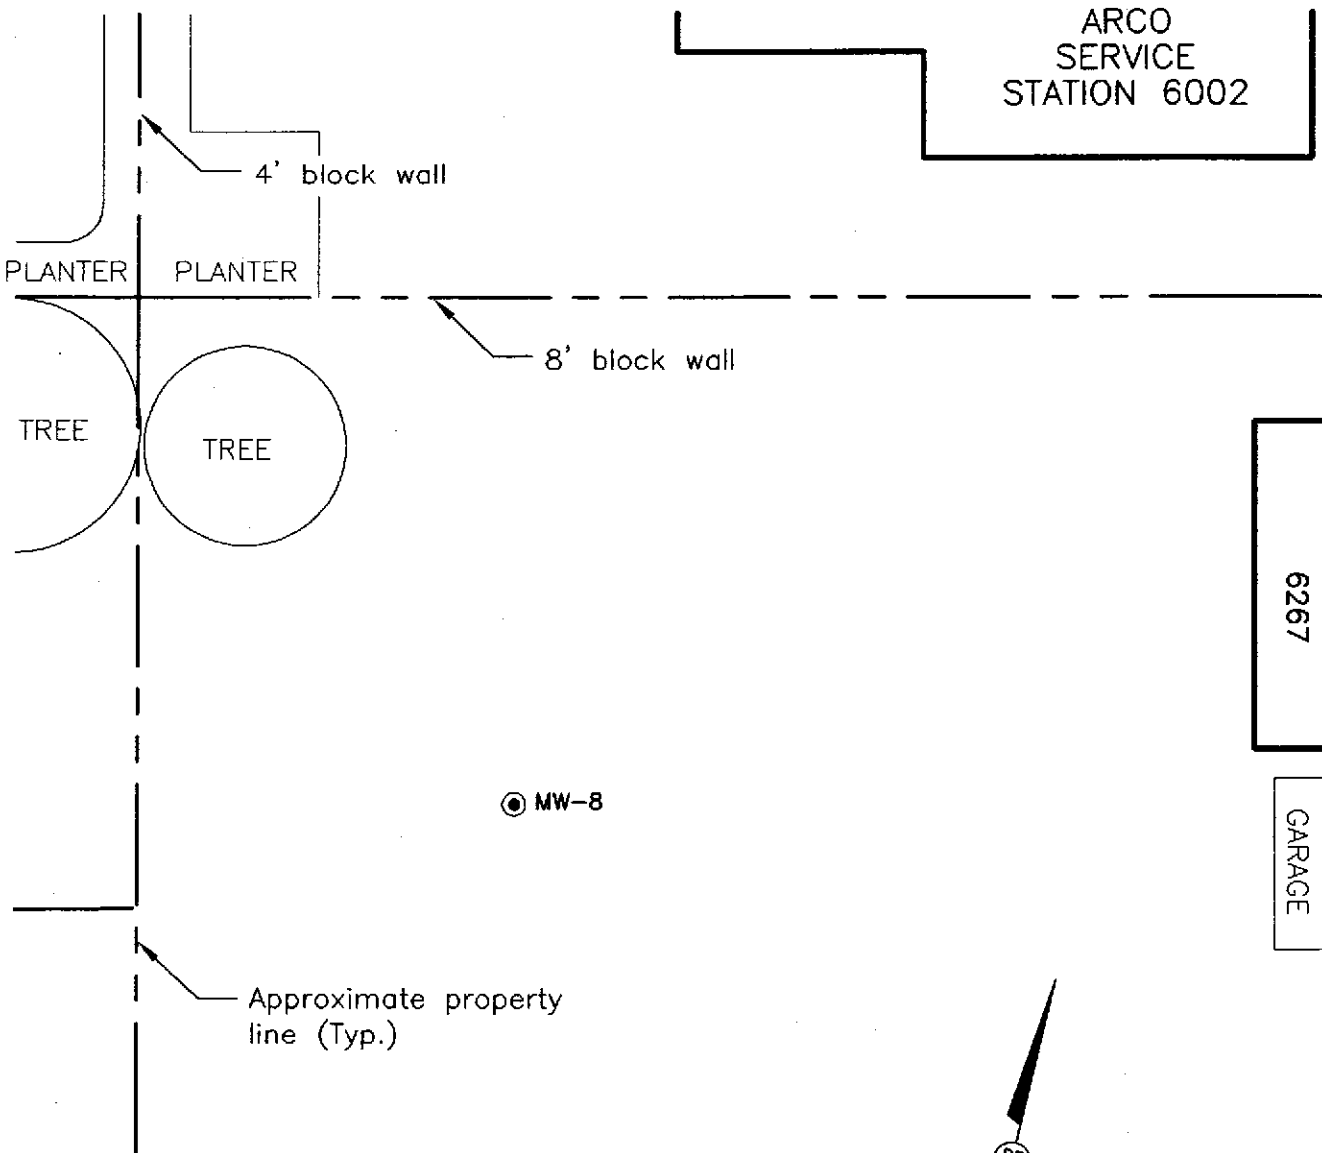 ARCO
SERVICE
STATION 6002
4' block wall
PLANTER
PLANTER
8' block wall
TREE
TREE
6267
MW-8
GARAGE
Approximate property
line (Typ.)